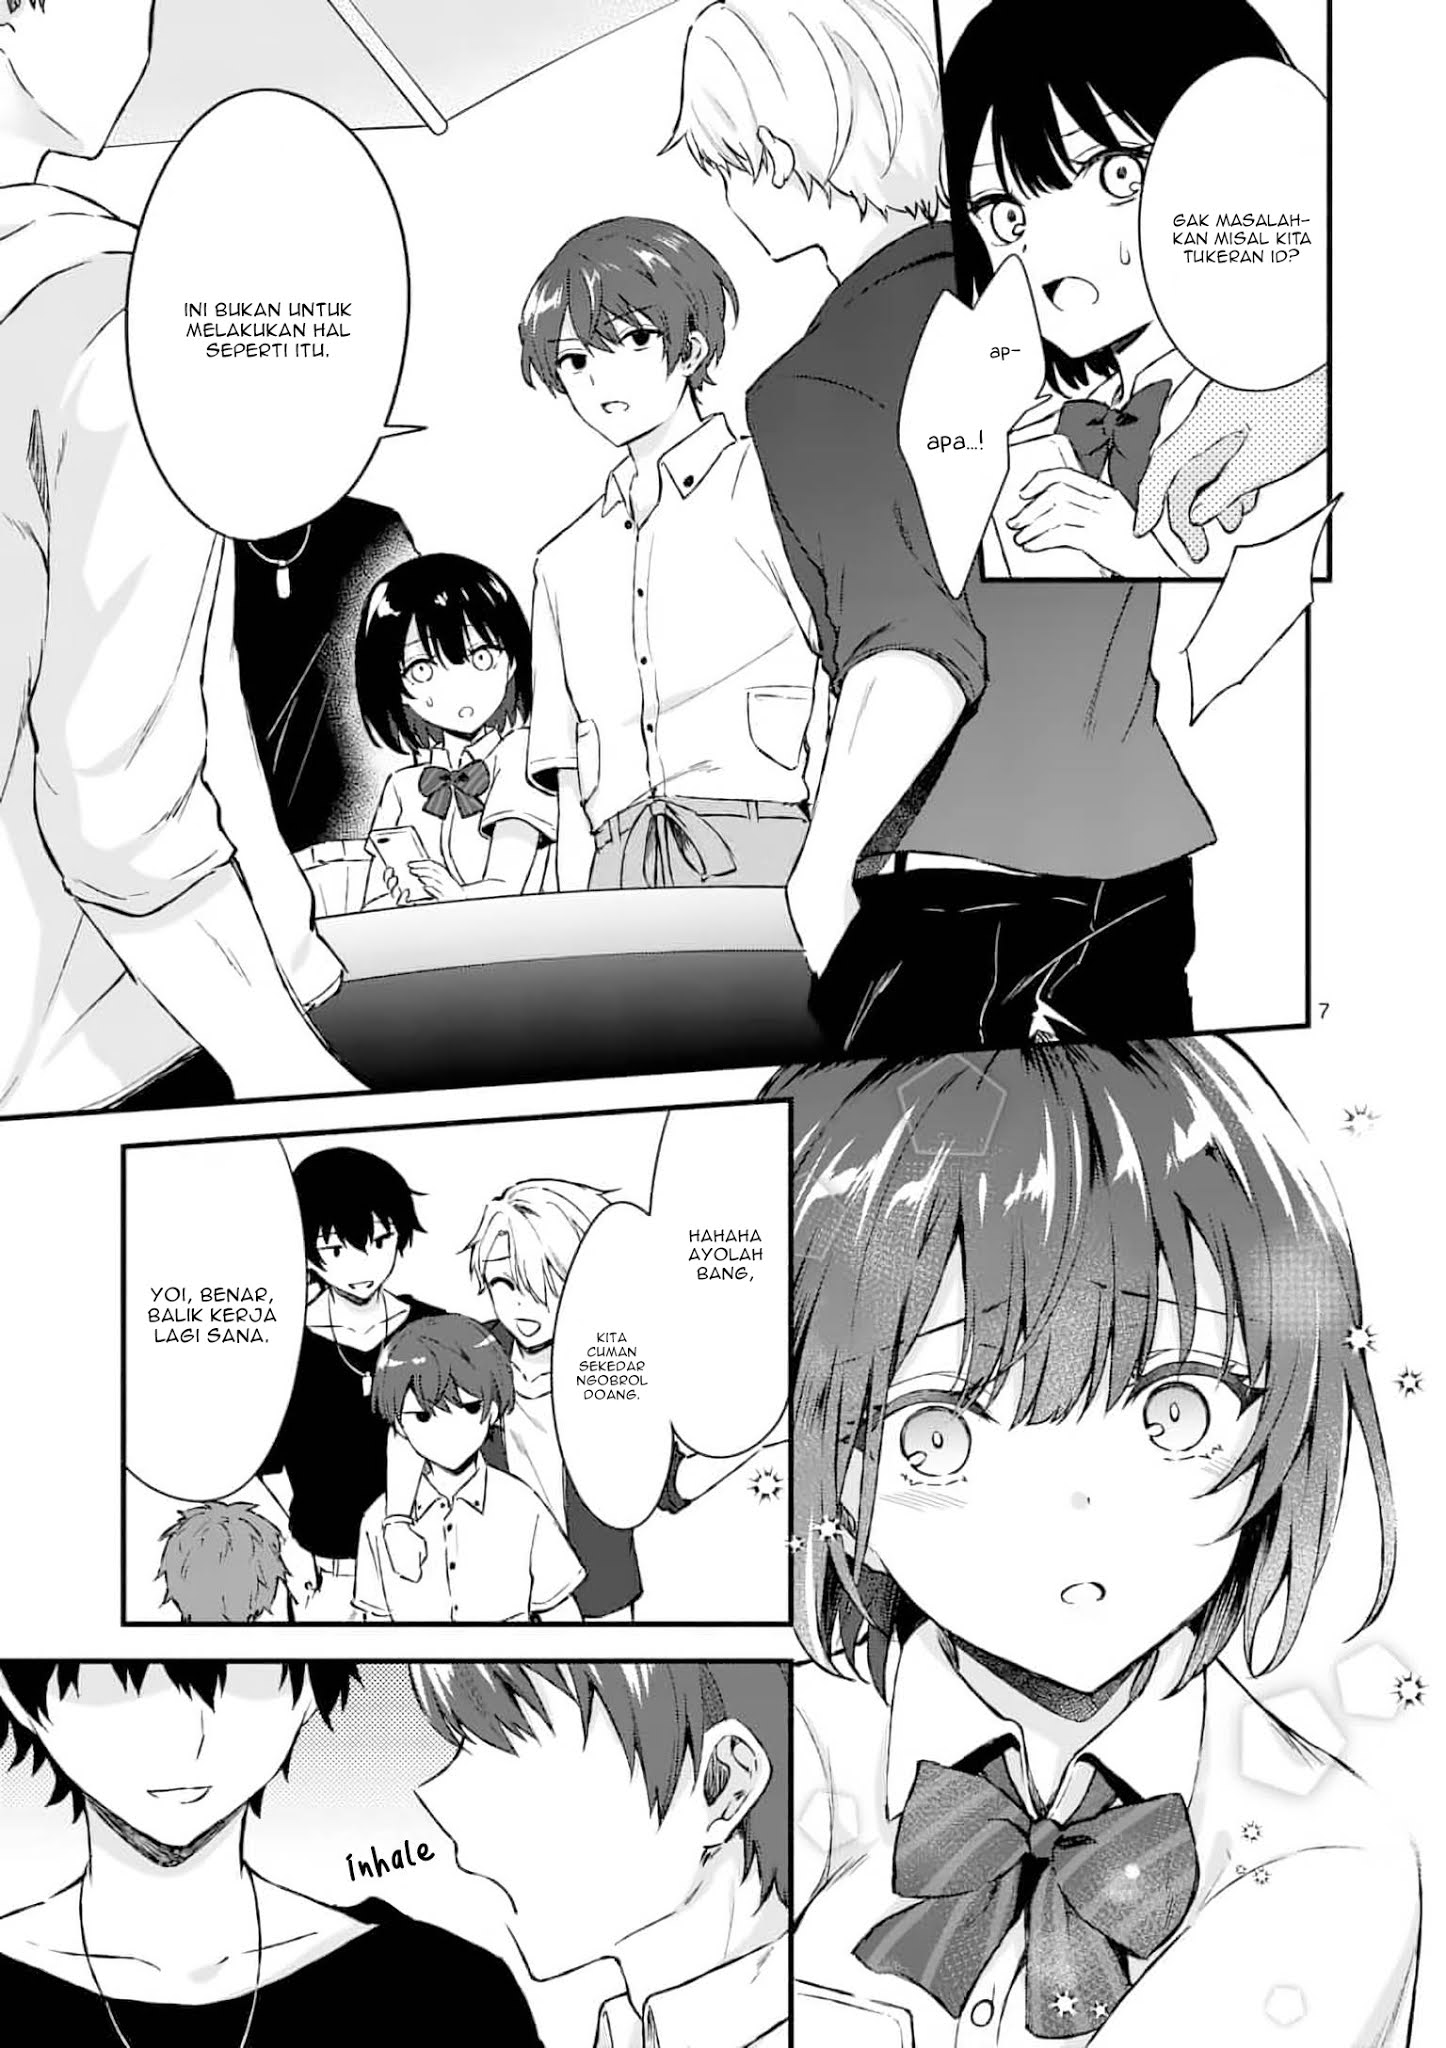 GAK MASALAH-
KAN MISAL KITA
TUKERAN ID?
ap-
apa...!
INI BUKAN UNTUK
MELAKUKAN HAL
SEPERTI ITU.
7
HAHAHA
AYOLAH
BANG,
KITA
CUMAN
SEKEDAR
NGOBROL
DOANG.
YOI, BENAR,
BALIK KERJA
LAGI SANA.
inhale